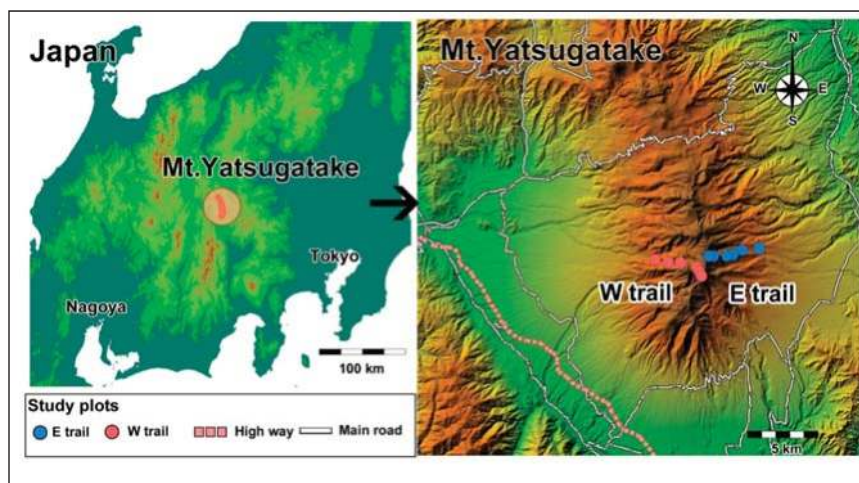 Japan
Mt.Yatsugatake
Tokyo
Nagoya
100 km
Study plots
E trail
W trail
High way
Main road
Mt.Yatsugatake
N
W
E
S
W trail
E trail
5 km